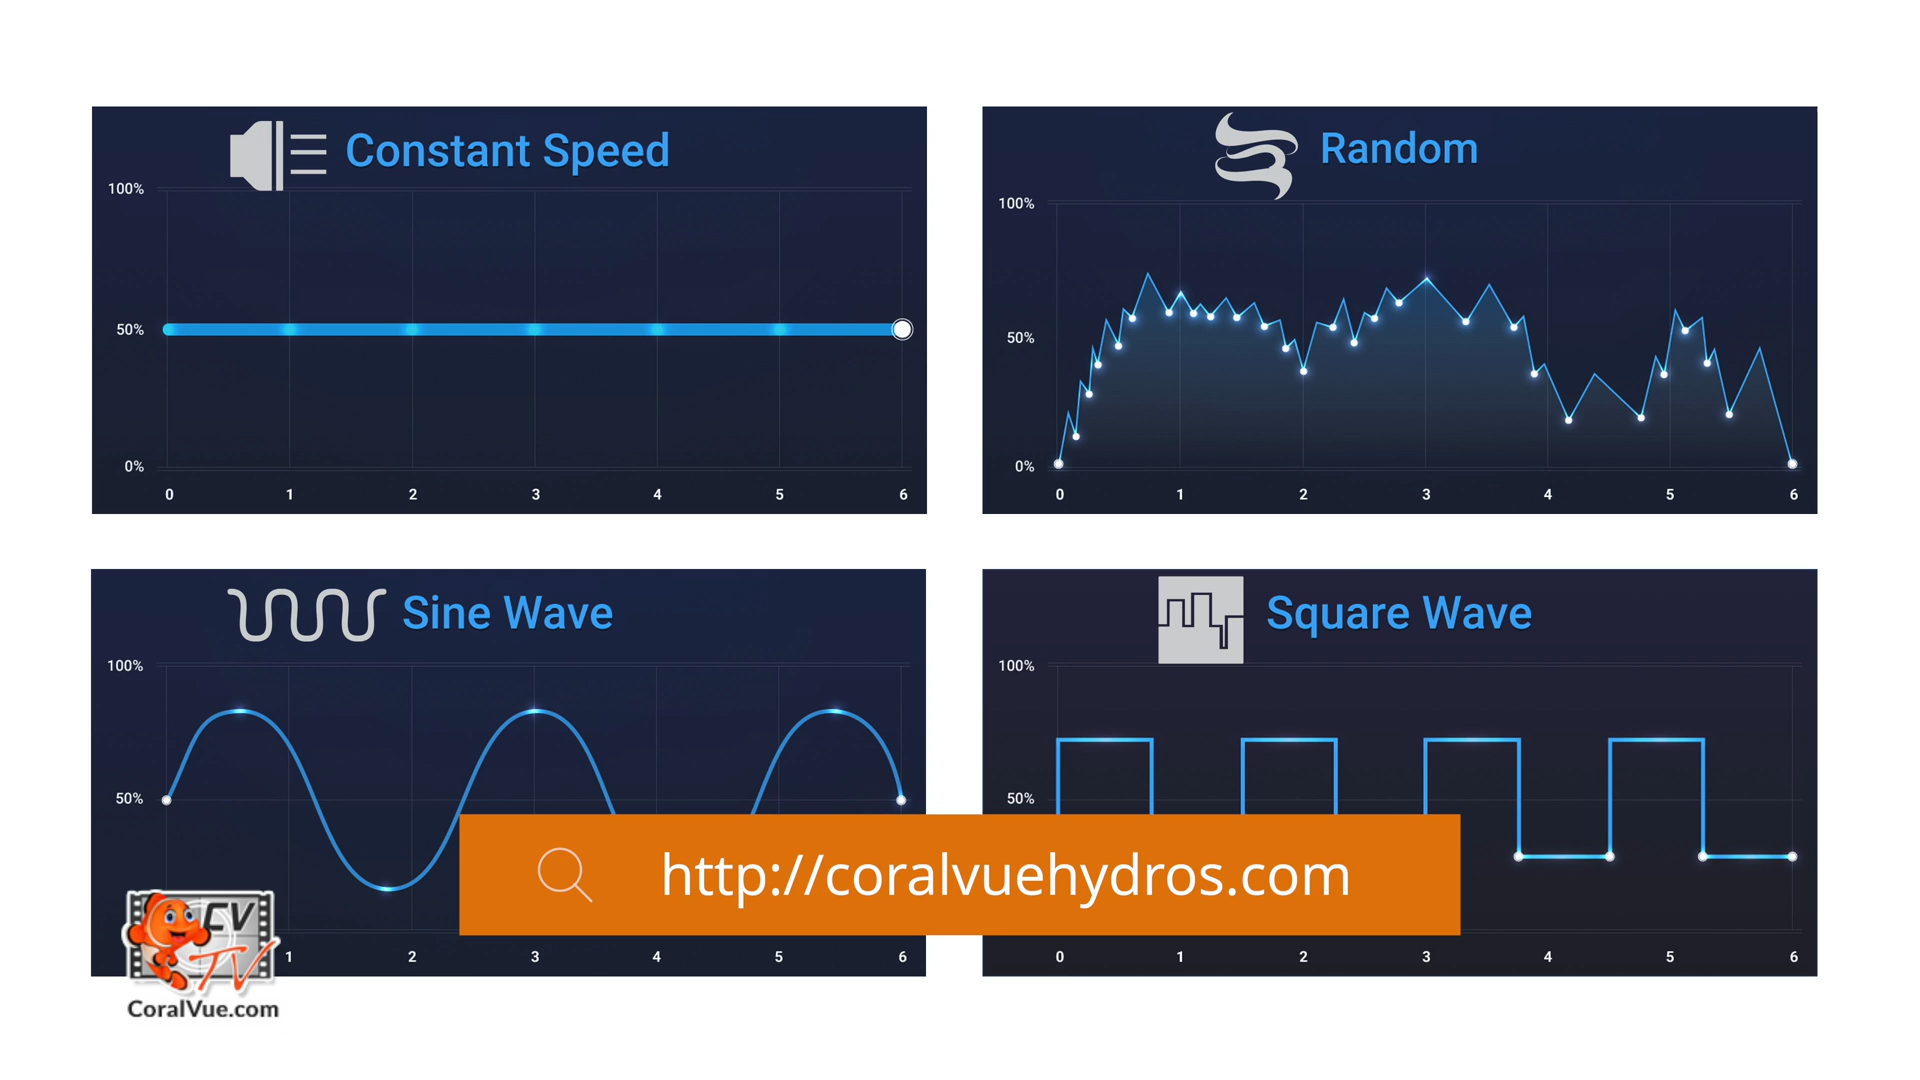 Constant Speed
100%
50%
0%
0 1 2 3 4 5 6
Random
100%
50%
0%
0 1 2 3 4 5 6
Sine Wave
100%
50%
1 2 3 4 5 6
Square Wave
100%
50%
0 1 2 3 4 5 6
http://coralvuehydros.com
CV
TV
CoralVue.com